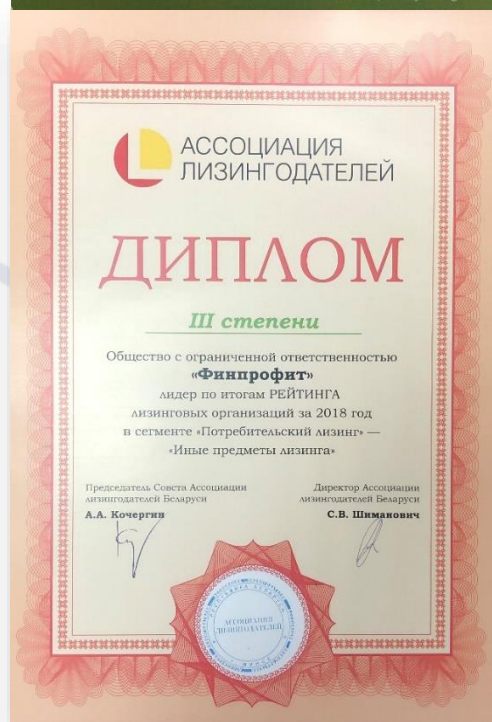 АССОЦИАЦИЯ
ЛИЗИНГОДАТЕЛЕЙ
ДИПЛОМ
III степени
Общество с ограниченной ответственностью
«Финпрофит»
лидер по итогам РЕЙТИНГА
лизинговых организаций за 2018 год
в сегменте «Потребительский лизинг» —
«Иные предметы лизинга»
Председатель Совета Ассоциации
лизингодателей Беларуси
А.А. Кочергин
Директор Ассоциации
лизингодателей Беларуси
С.В. Шиманович
АССОЦИАЦИЯ
ЛИЗИНГОДАТЕЛЕЙ